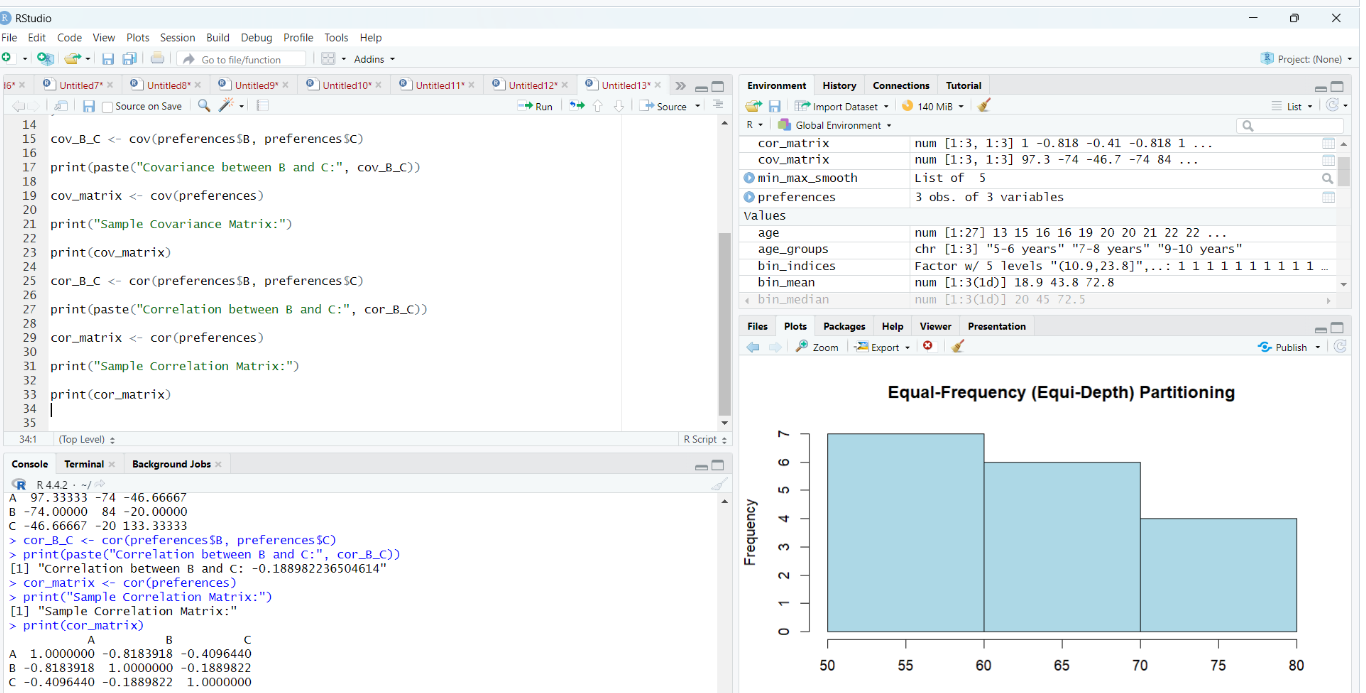 RStudio
File Edit Code View Plots Session Build Debug Profile Tools Help
Go to file/function Addins Project: (None)
i6* Untitled7* Untitled8* Untitled9* Untitled10* Untitled11* Untitled12* Untitled13*
Source on Save Run Source
14
15 cov_B_C <- cov(preferences$B, preferences$C)
16
17 print(paste("Covariance between B and C:", cov_B_C))
18
19 cov_matrix <- cov(preferences)
20
21 print("Sample Covariance Matrix:")
22
23 print(cov_matrix)
24
25 cor_B_C <- cor(preferences$B, preferences$C)
26
27 print(paste("Correlation between B and C:", cor_B_C))
28
29 cor_matrix <- cor(preferences)
30
31 print("Sample Correlation Matrix:")
32
33 print(cor_matrix)
34
35
34:1 (Top Level) R Script
Console Terminal Background Jobs
R 4.4.2 · ~/
A 97.33333 -74 -46.66667
B -74.00000 84 -20.00000
C -46.66667 -20 133.33333
> cor_B_C <- cor(preferences$B, preferences$C)
> print(paste("Correlation between B and C:", cor_B_C))
[1] "Correlation between B and C: -0.188982236504614"
> cor_matrix <- cor(preferences)
> print("Sample Correlation Matrix:")
[1] "Sample Correlation Matrix:"
> print(cor_matrix)
A B C
A 1.0000000 -0.8183918 -0.4096440
B -0.8183918 1.0000000 -0.1889822
C -0.4096440 -0.1889822 1.0000000
Environment History Connections Tutorial
Import Dataset 140 MiB List
R Global Environment
cor_matrix num [1:3, 1:3] 1 -0.818 -0.41 -0.818 1 ...
cov_matrix num [1:3, 1:3] 97.3 -74 -46.7 -74 84 ...
min_max_smooth List of 5
preferences 3 obs. of 3 variables
Values
age num [1:27] 13 15 16 16 19 20 20 21 22 22 ...
age_groups chr [1:3] "5-6 years" "7-8 years" "9-10 years"
bin_indices Factor w/ 5 levels "(10.9,23.8]",..: 1 1 1 1 1 1 1 1 1 1 …
bin_mean num [1:3(1d)] 18.9 43.8 72.8
bin_median num [1:3(1d)] 20 45 72.5
Files Plots Packages Help Viewer Presentation
Zoom Export Publish
Equal-Frequency (Equi-Depth) Partitioning
Frequency
7
6
5
4
3
2
1
0
50 55 60 65 70 75 80